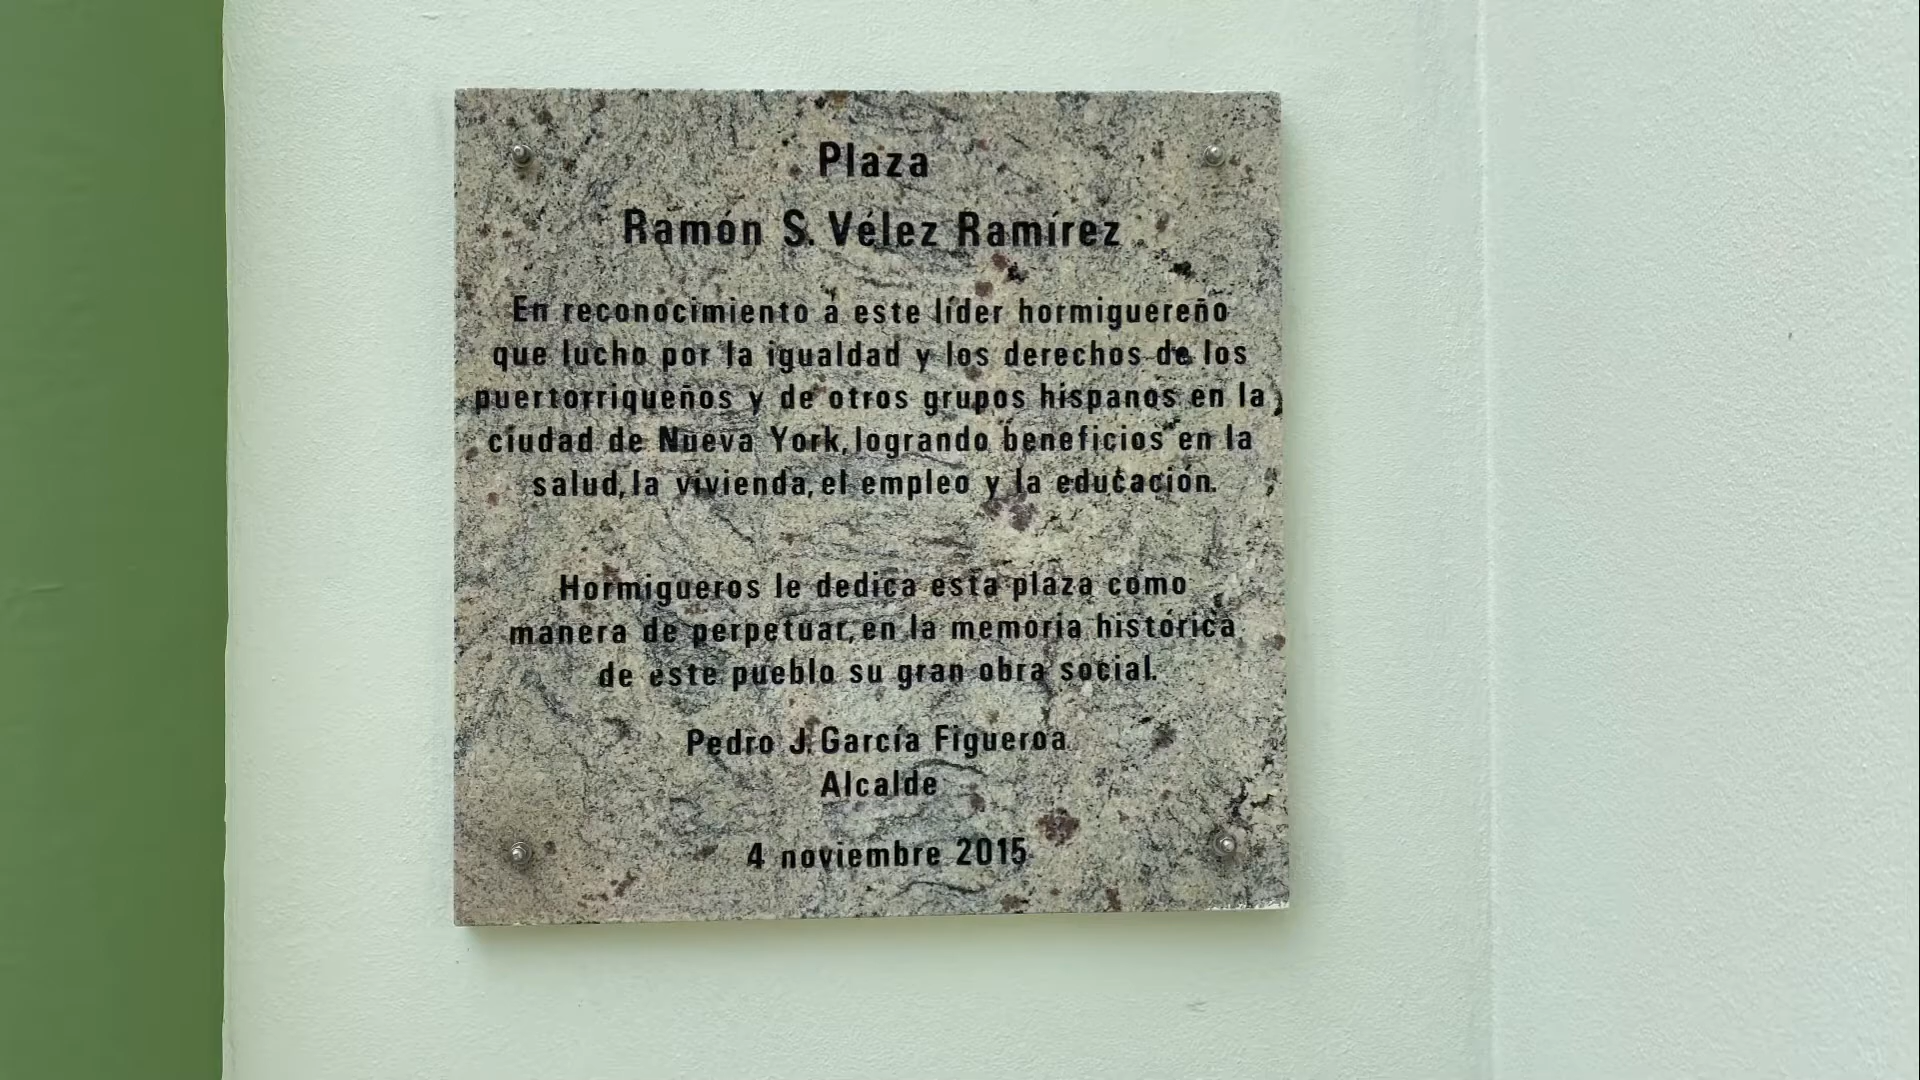 Plaza
Ramón S. Vélez Ramírez
En reconocimiento a este líder hormiguereño
que lucho por la igualdad y los derechos de los
puertorriqueños y de otros grupos hispanos en la
ciudad de Nueva York, logrando beneficios en la
salud, la vivienda, el empleo y la educación.
Hormigueros le dedica esta plaza como
manera de perpetuar, en la memoria histórica
de este pueblo su gran obra social.
Pedro J. García Figueroa
Alcalde
4 noviembre 2015